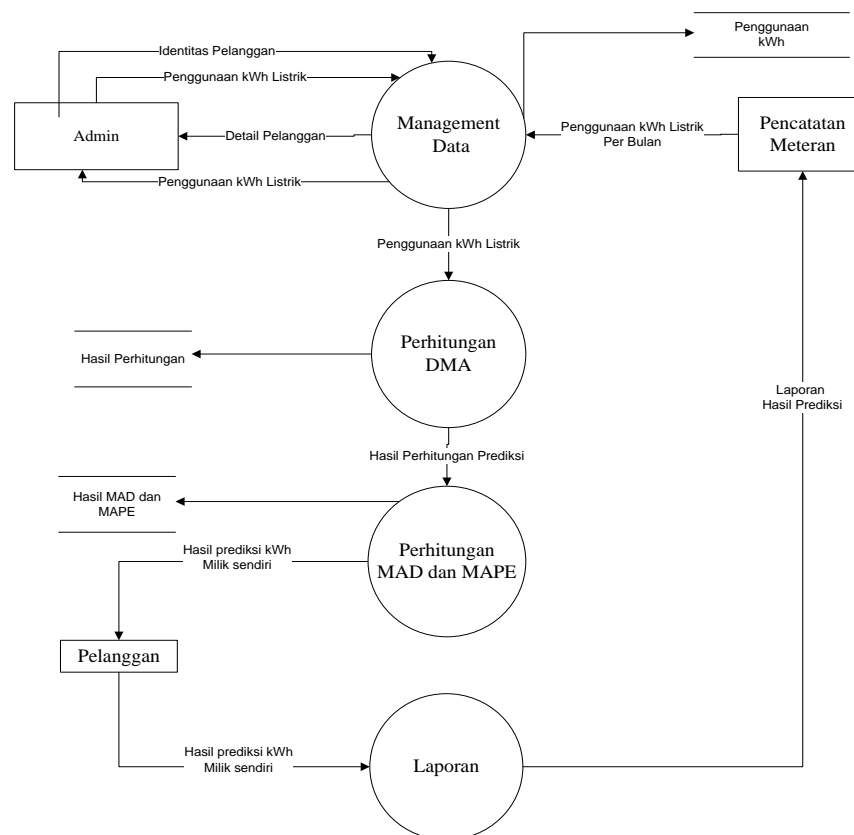 Identitas Pelanggan
Penggunaan
kWh
Penggunaan kWh Listrik
Admin
Detail Pelanggan
Management
Data
Penggunaan kWh Listrik
Per Bulan
Pencatatan
Meteran
Penggunaan kWh Listrik
Penggunaan kWh Listrik
Perhitungan
DMA
Hasil Perhitungan
Laporan
Hasil Prediksi
Hasil Perhitungan Prediksi
Hasil MAD dan
MAPE
Perhitungan
MAD dan MAPE
Hasil prediksi kWh
Milik sendiri
Pelanggan
Hasil prediksi kWh
Milik sendiri
Laporan